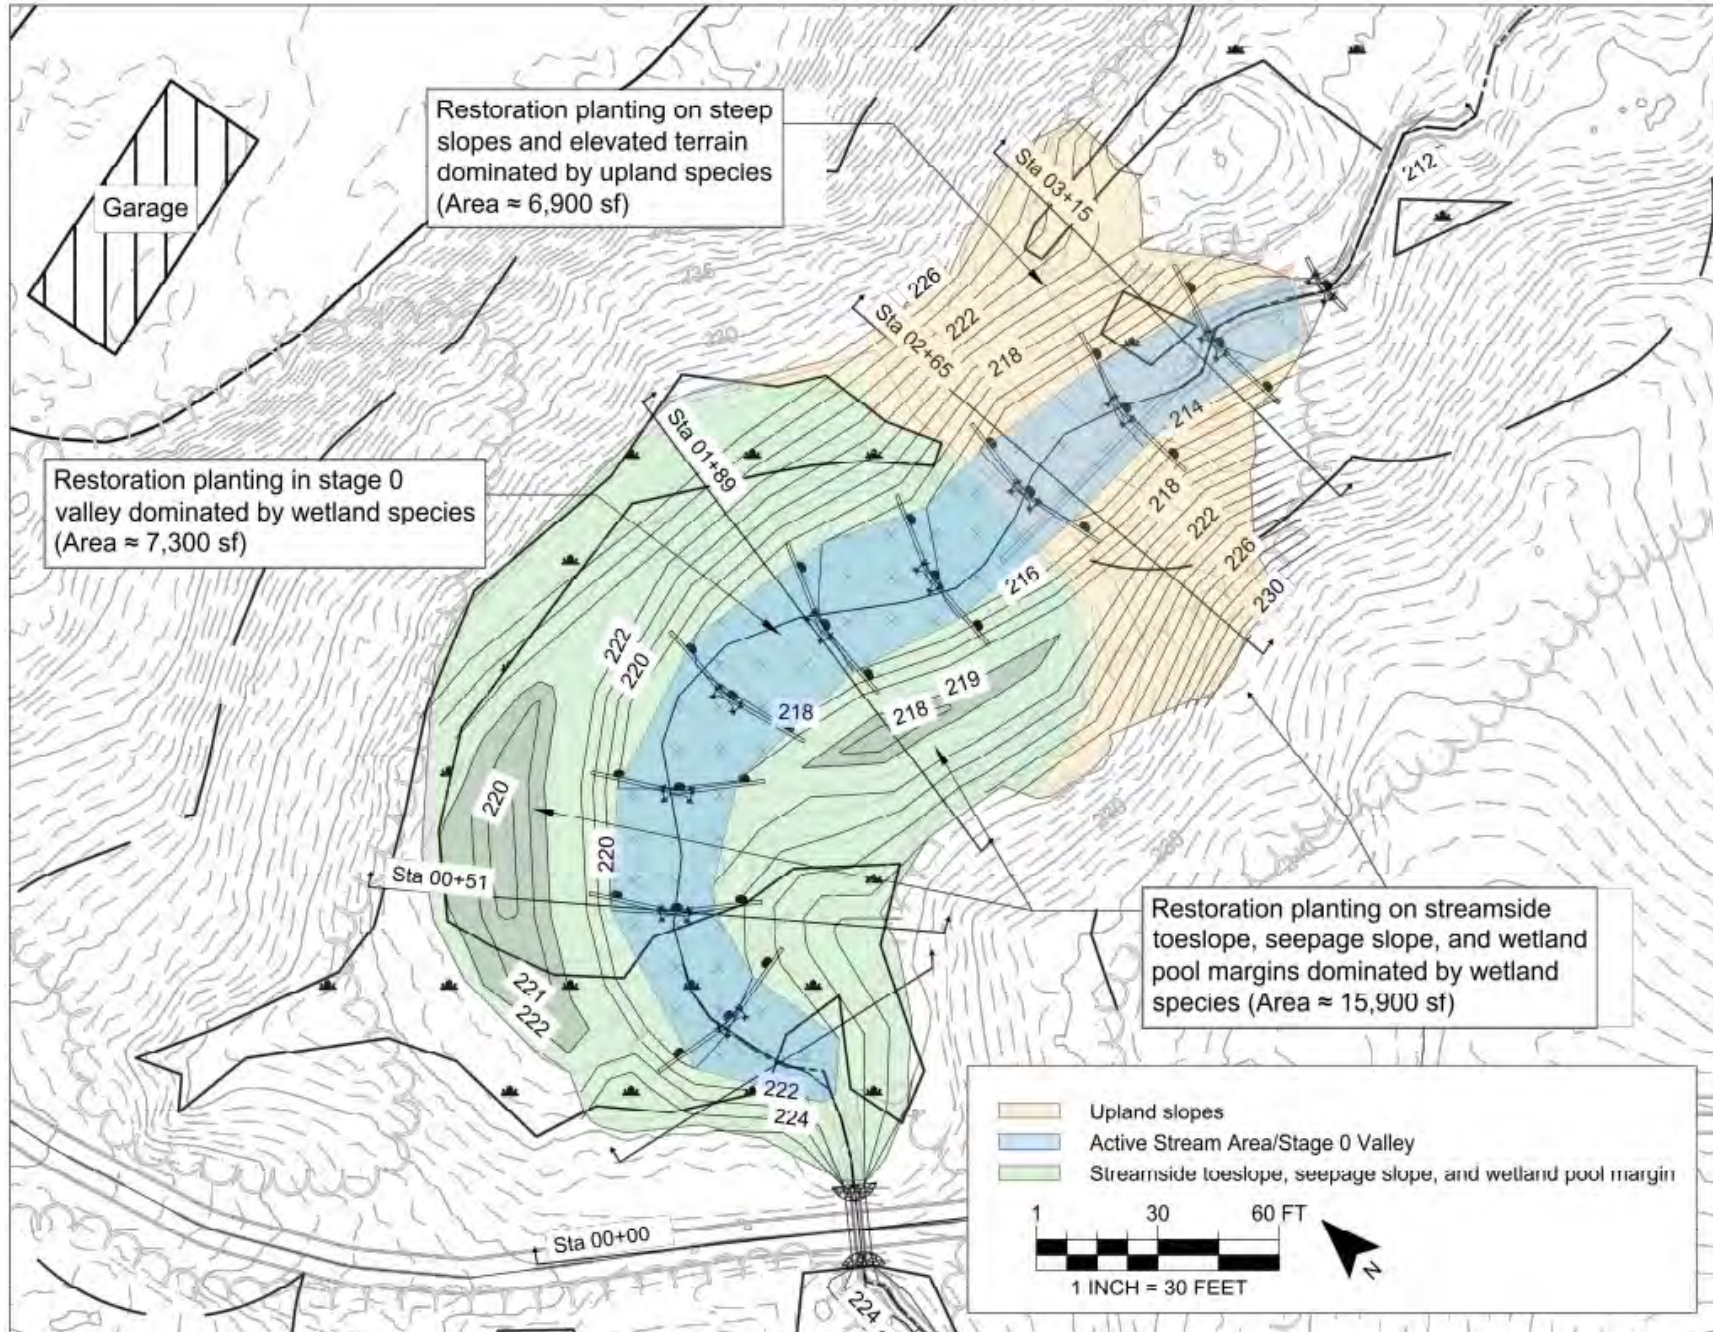 Restoration planting on steep
slopes and elevated terrain
dominated by upland species
(Area ≈ 6,900 sf)
Garage
212
Sta 03+15
226
222
Sta 02+65
218
220
214
Sta 01+89
218
222
226
230
Restoration planting in stage 0
valley dominated by wetland species
(Area ≈ 7,300 sf)
216
222
220
219
218
218
220
220
Sta 00+51
Restoration planting on streamside
toeslope, seepage slope, and wetland
pool margins dominated by wetland
species (Area ≈ 15,900 sf)
221
222
222
224
Upland slopes
Active Stream Area/Stage 0 Valley
Streamside toeslope, seepage slope, and wetland pool margin
1 30 60 FT
1 INCH = 30 FEET
N
Sta 00+00
224